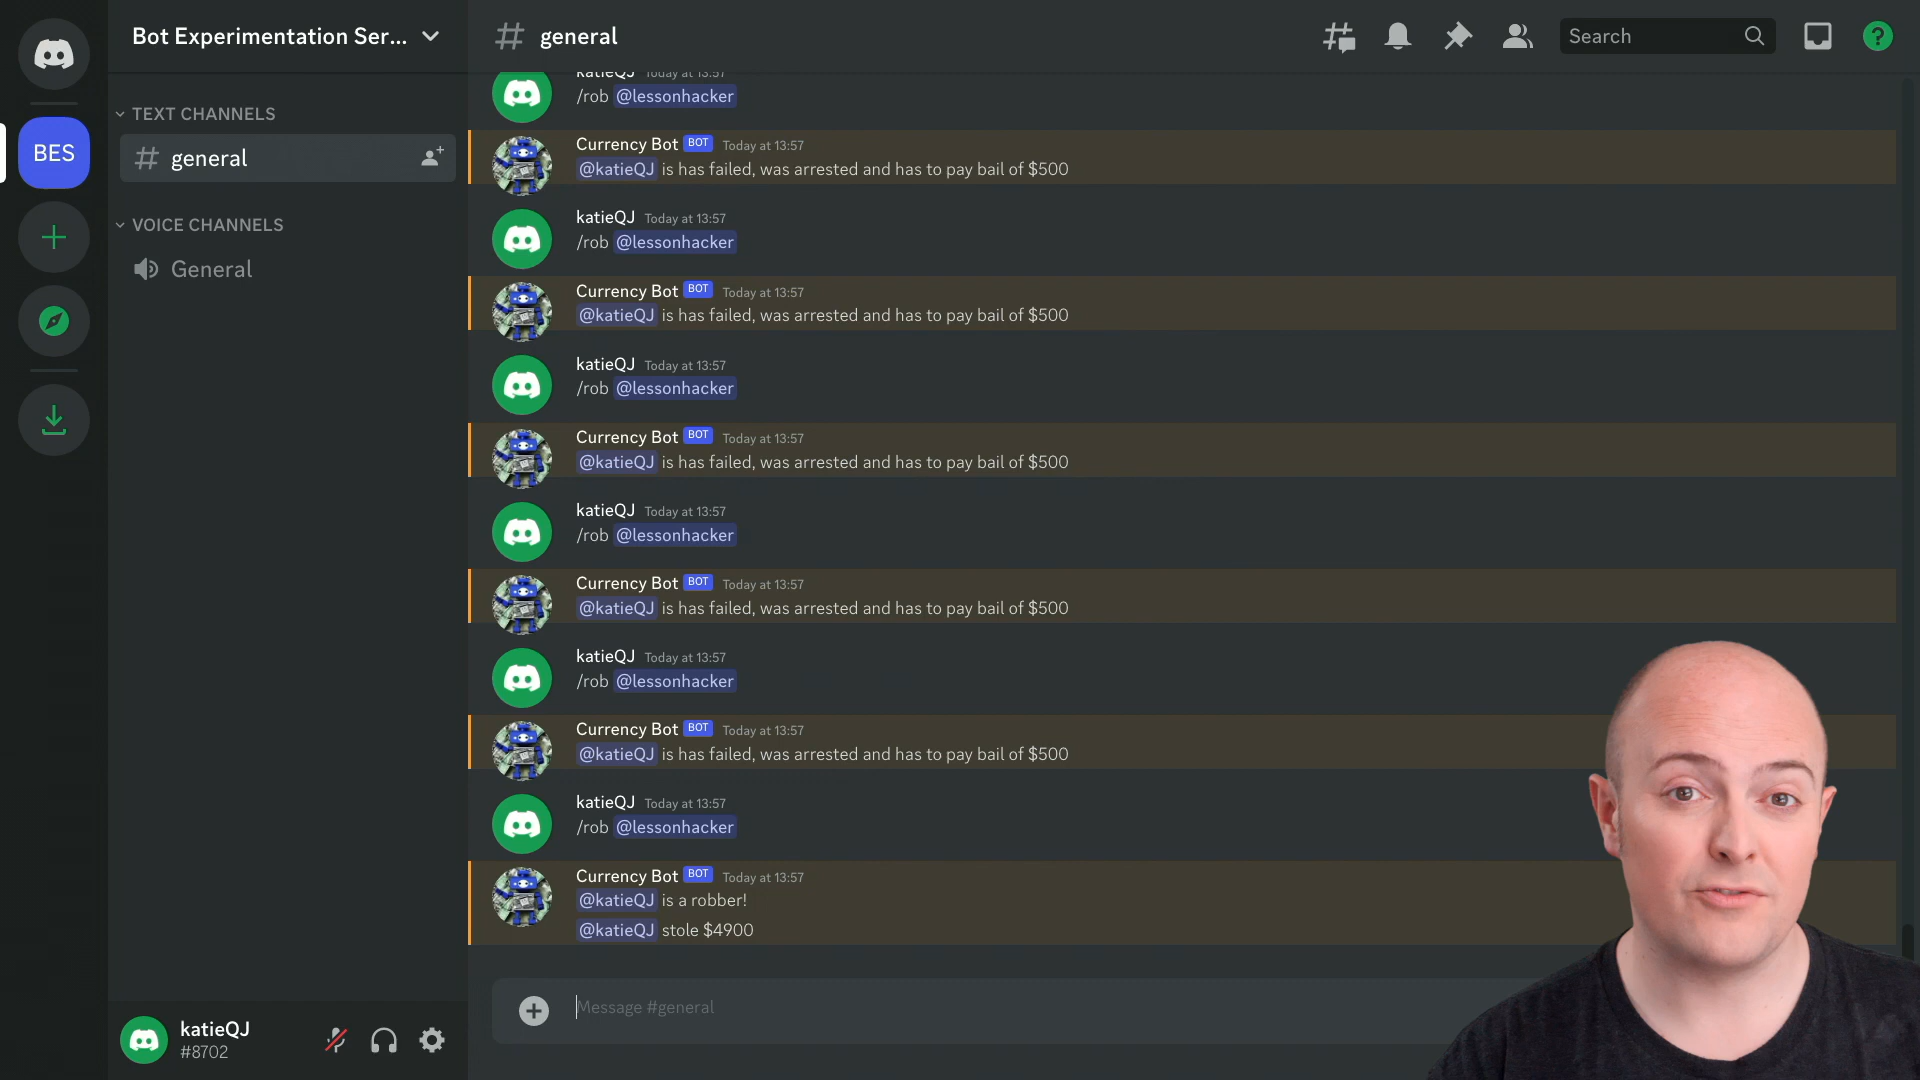 Bot Experimentation Ser...
# general
Search
?
TEXT CHANNELS
BES
# general
VOICE CHANNELS
General
katieQJ Today at 13:57
/rob @lessonhacker
Currency Bot BOT Today at 13:57
@katieQJ is has failed, was arrested and has to pay bail of $500
katieQJ Today at 13:57
/rob @lessonhacker
Currency Bot BOT Today at 13:57
@katieQJ is has failed, was arrested and has to pay bail of $500
katieQJ Today at 13:57
/rob @lessonhacker
Currency Bot BOT Today at 13:57
@katieQJ is has failed, was arrested and has to pay bail of $500
katieQJ Today at 13:57
/rob @lessonhacker
Currency Bot BOT Today at 13:57
@katieQJ is has failed, was arrested and has to pay bail of $500
katieQJ Today at 13:57
/rob @lessonhacker
Currency Bot BOT Today at 13:57
@katieQJ is has failed, was arrested and has to pay bail of $500
katieQJ Today at 13:57
/rob @lessonhacker
Currency Bot BOT Today at 13:57
@katieQJ is a robber!
@katieQJ stole $4900
Message #general
katieQJ
#8702